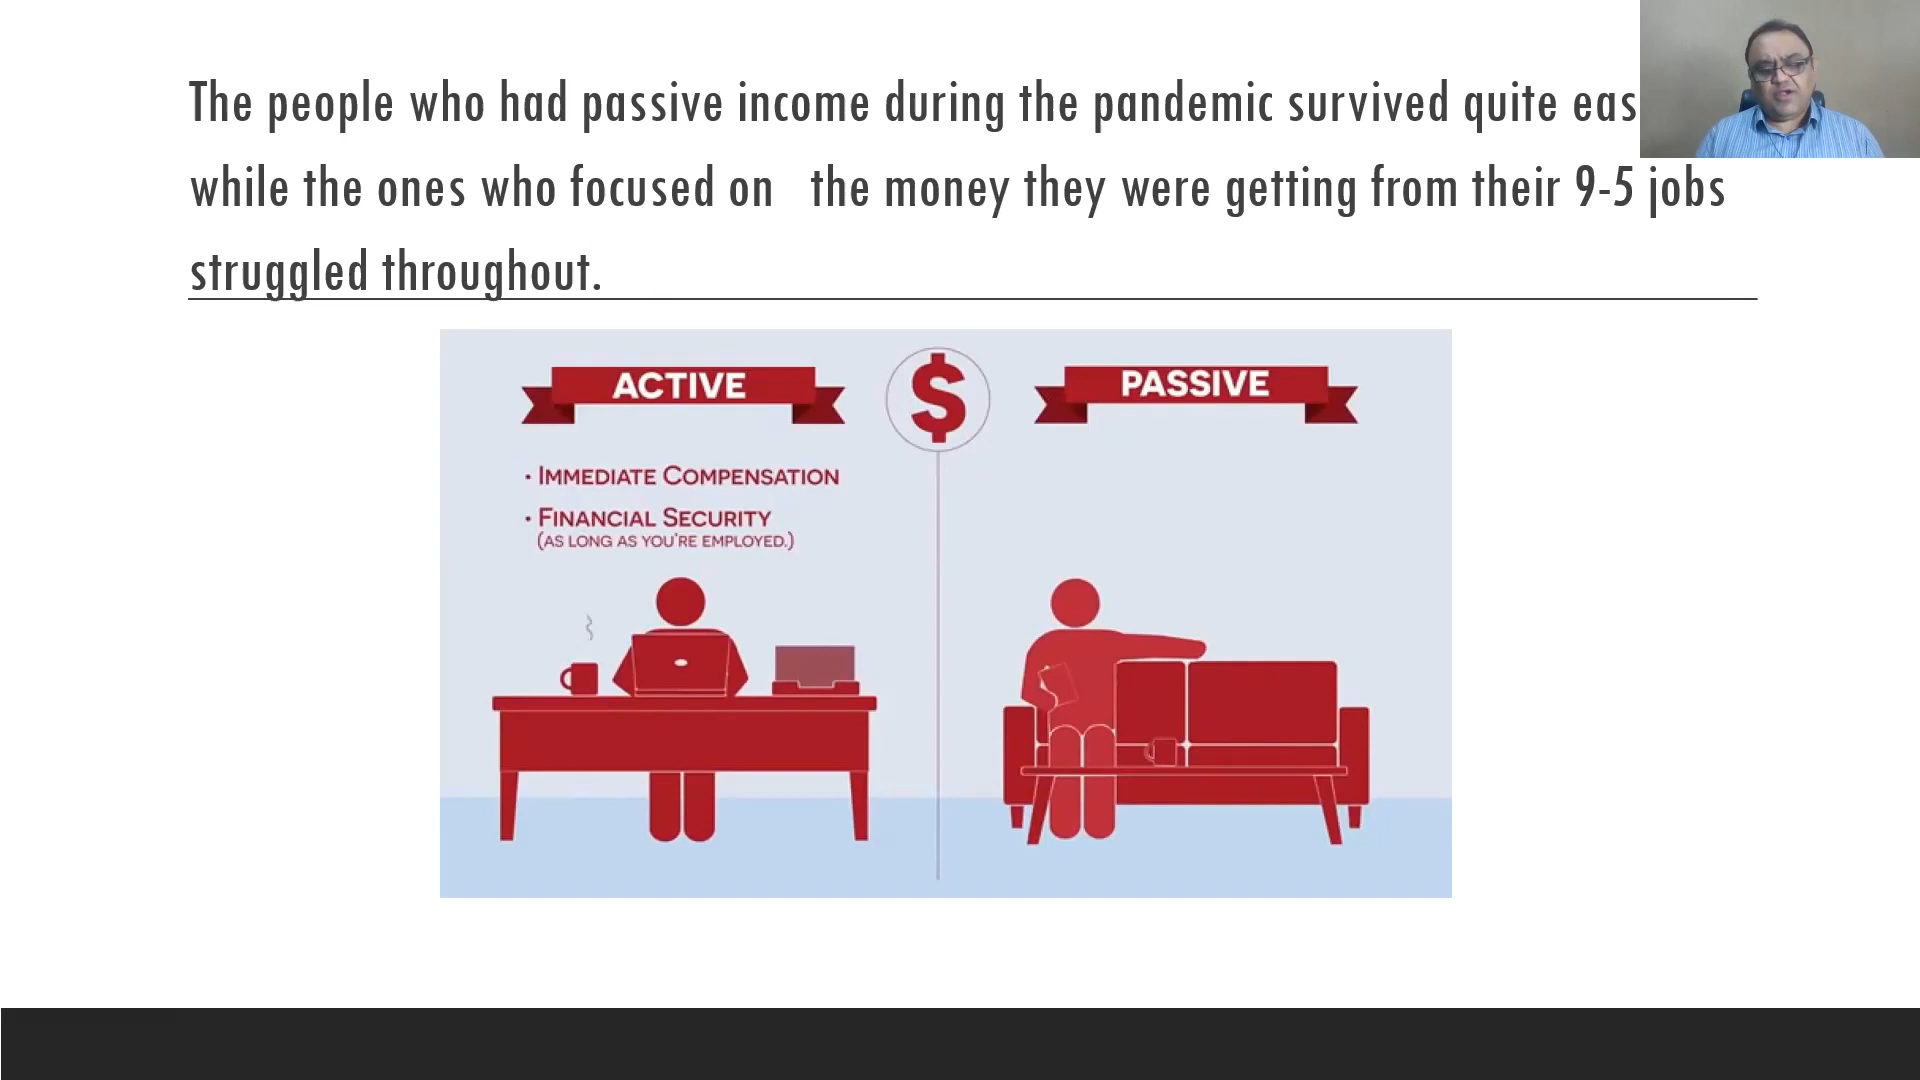 The people who had passive income during the pandemic survived quite
while the ones who focused on the money they were getting from their 9-5 jobs
struggled throughout.
ACTIVE
$
PASSIVE
· IMMEDIATE COMPENSATION
· FINANCIAL SECURITY
(AS LONG AS YOU'RE EMPLOYED.)